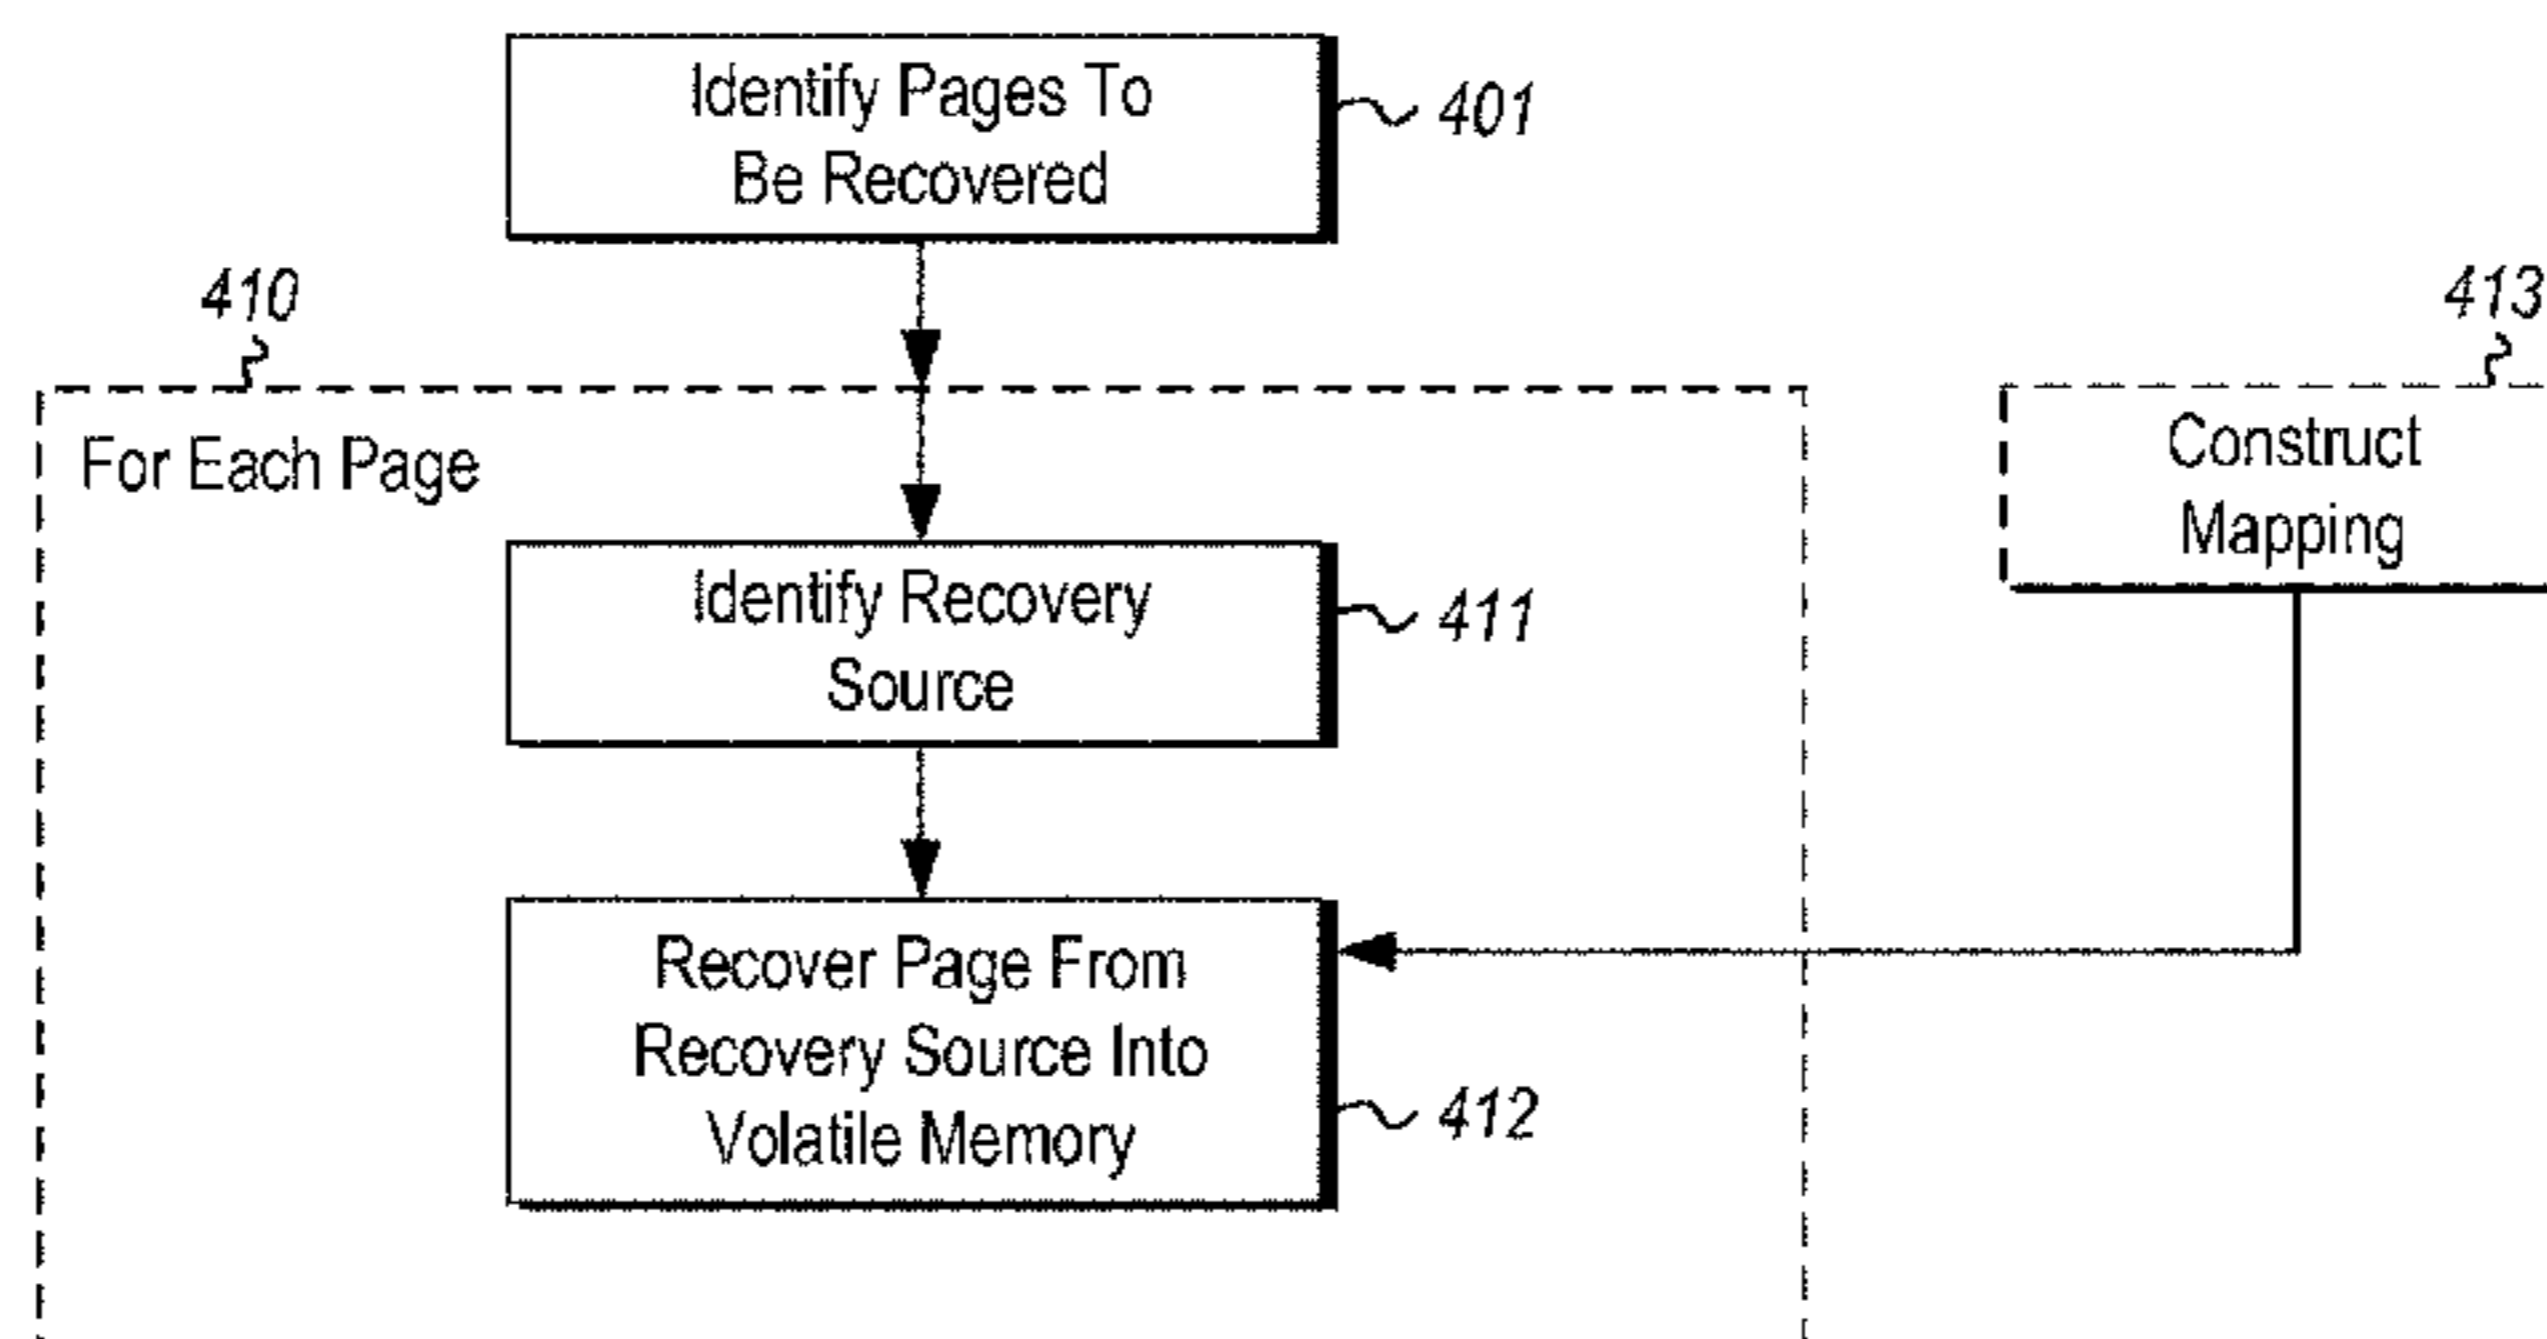 Identify Pages To
Be Recovered
401
410
413
For Each Page
Construct
Mapping
Identify Recovery
Source
411
Recover Page From
Recovery Source Into
Volatile Memory
412